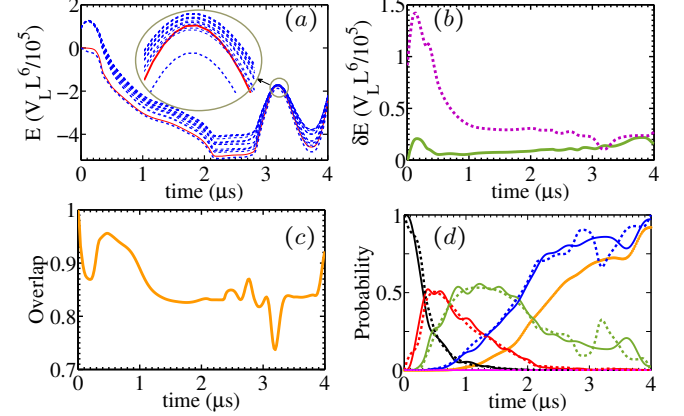 (a)
E (V_L L^6/10^5)
2
0
−2
−4
0
1
2
3
4
time (μs)
(b)
δE (V_L L^6/10^5)
1.5
1
0.5
0
0
1
2
3
4
time (μs)
(c)
Overlap
1
0.9
0.8
0.7
0
1
2
3
4
time (μs)
(d)
Probability
1
0.5
0
0
1
2
3
4
time (μs)